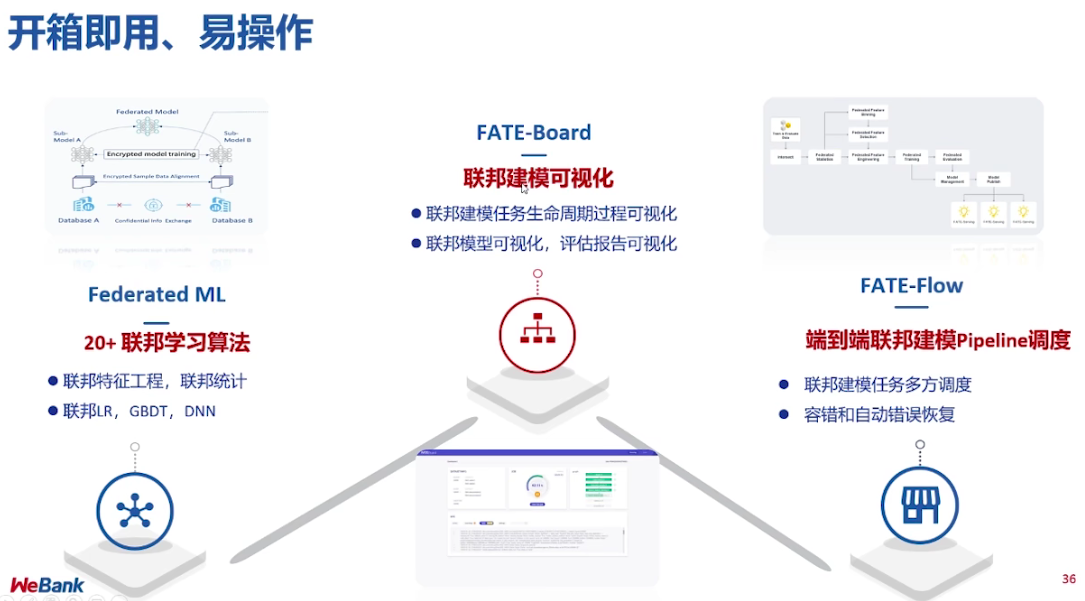 开箱即用、易操作
Federated Model
Sub-
Model A
Sub-
Model B
Encrypted model training
Encrypted Sample Data Alignment
Database A
Confidential Info Exchange
Database B
Federated ML
20+ 联邦学习算法
联邦特征工程，联邦统计
联邦LR，GBDT，DNN
FATE-Board
联邦建模可视化
联邦建模任务生命周期过程可视化
联邦模型可视化，评估报告可视化
Federated Feature
Binning
Federated Feature
Selection
Intersect
Federated
Statistics
Federated Feature
Engineering
Federated
Training
Federated
Evaluation
Model
Management
Model
Publish
FATE Serving
FATE Serving
FATE Serving
FATE-Flow
端到端联邦建模Pipeline调度
联邦建模任务多方调度
容错和自动错误恢复
WeBank
36